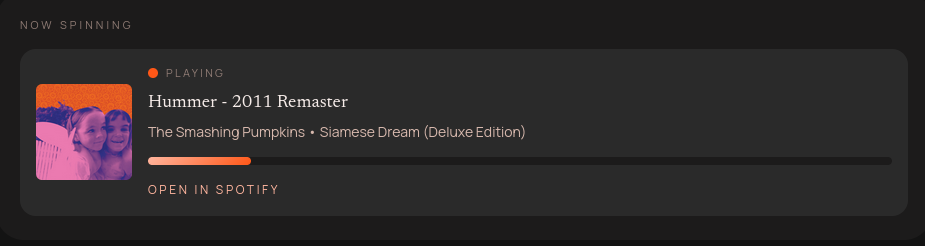 NOW SPINNING
PLAYING
Hummer - 2011 Remaster
The Smashing Pumpkins • Siamese Dream (Deluxe Edition)
OPEN IN SPOTIFY